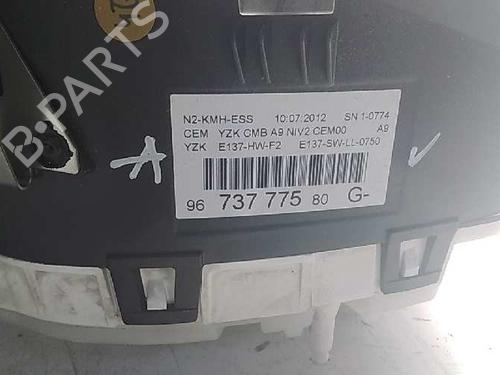 B-PARTS
N2-KMH-ESS 10.07.2012 SN 1-0774
CEM YZK CMB A9 NIV2 CEM00 A9
YZK E137-HW-F2 E137-SW-LL-0750
96 737 775 80 G-
A